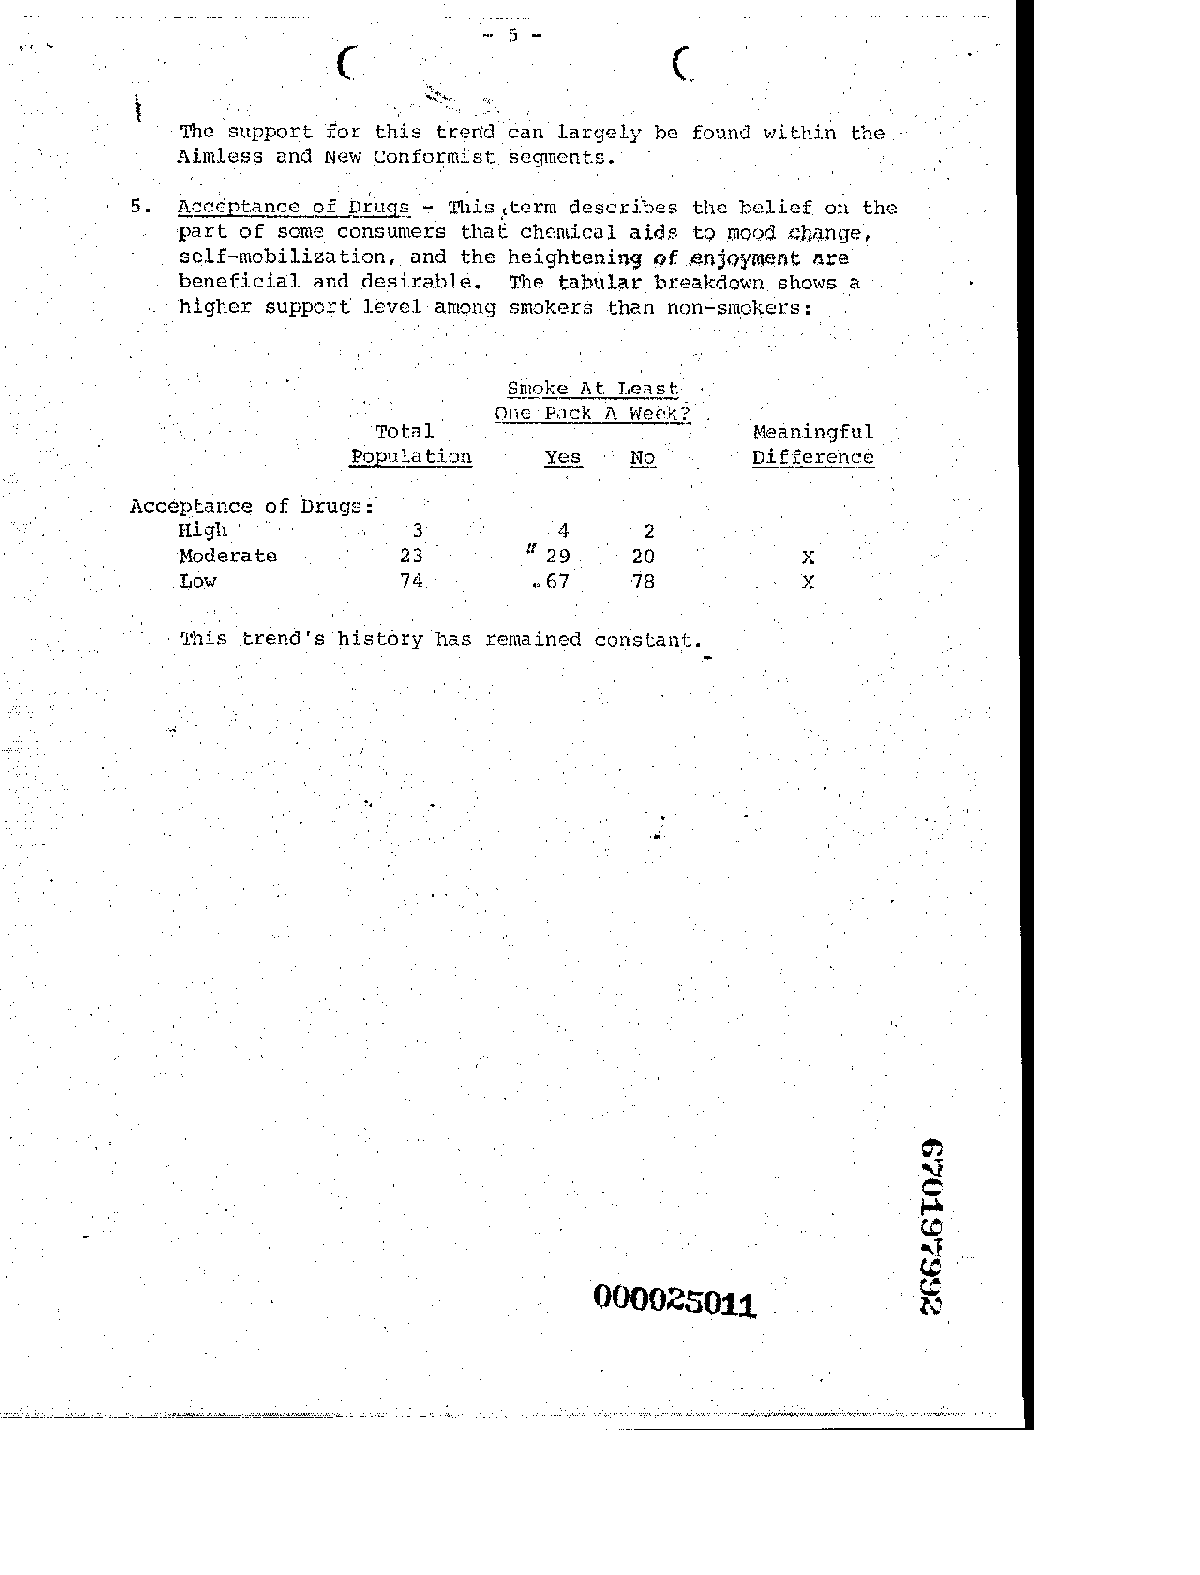 - 5 -
The support for this trend can largely be found within the
Aimless and New Conformist segments.
5. Acceptance of Drugs - This term describes the belief on the
part of some consumers that chemical aids to mood change,
self-mobilization, and the heightening of enjoyment are
beneficial and desirable. The tabular breakdown shows a
higher support level among smokers than non-smokers:
Smoke At Least
One Pack A Week?
Total Meaningful
Population Yes No Difference
Acceptance of Drugs:
High 3 4 2
Moderate 23 29 20 X
Low 74 67 78 X
This trend's history has remained constant.
670197992
000025011